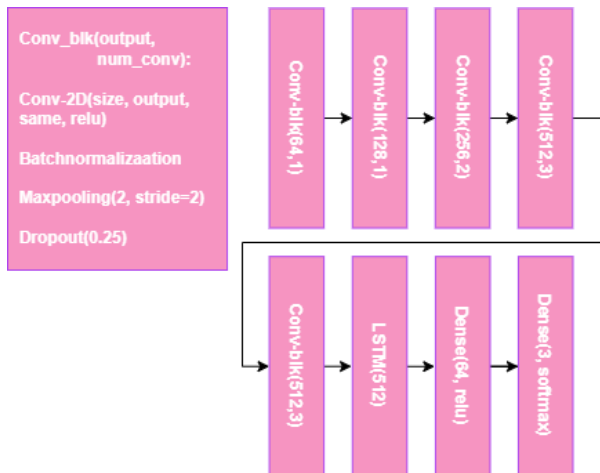 Conv_blk(output,
num_conv):
Conv-2D(size, output,
same, relu)
Batchnormalizaation
Maxpooling(2, stride=2)
Dropout(0.25)
Conv-blk(64,1)
Conv-blk(128,1)
Conv-blk(256,2)
Conv-blk(512,3)
Conv-blk(512,3)
LSTM(512)
Dense(64, relu)
Dense(3, softmax)